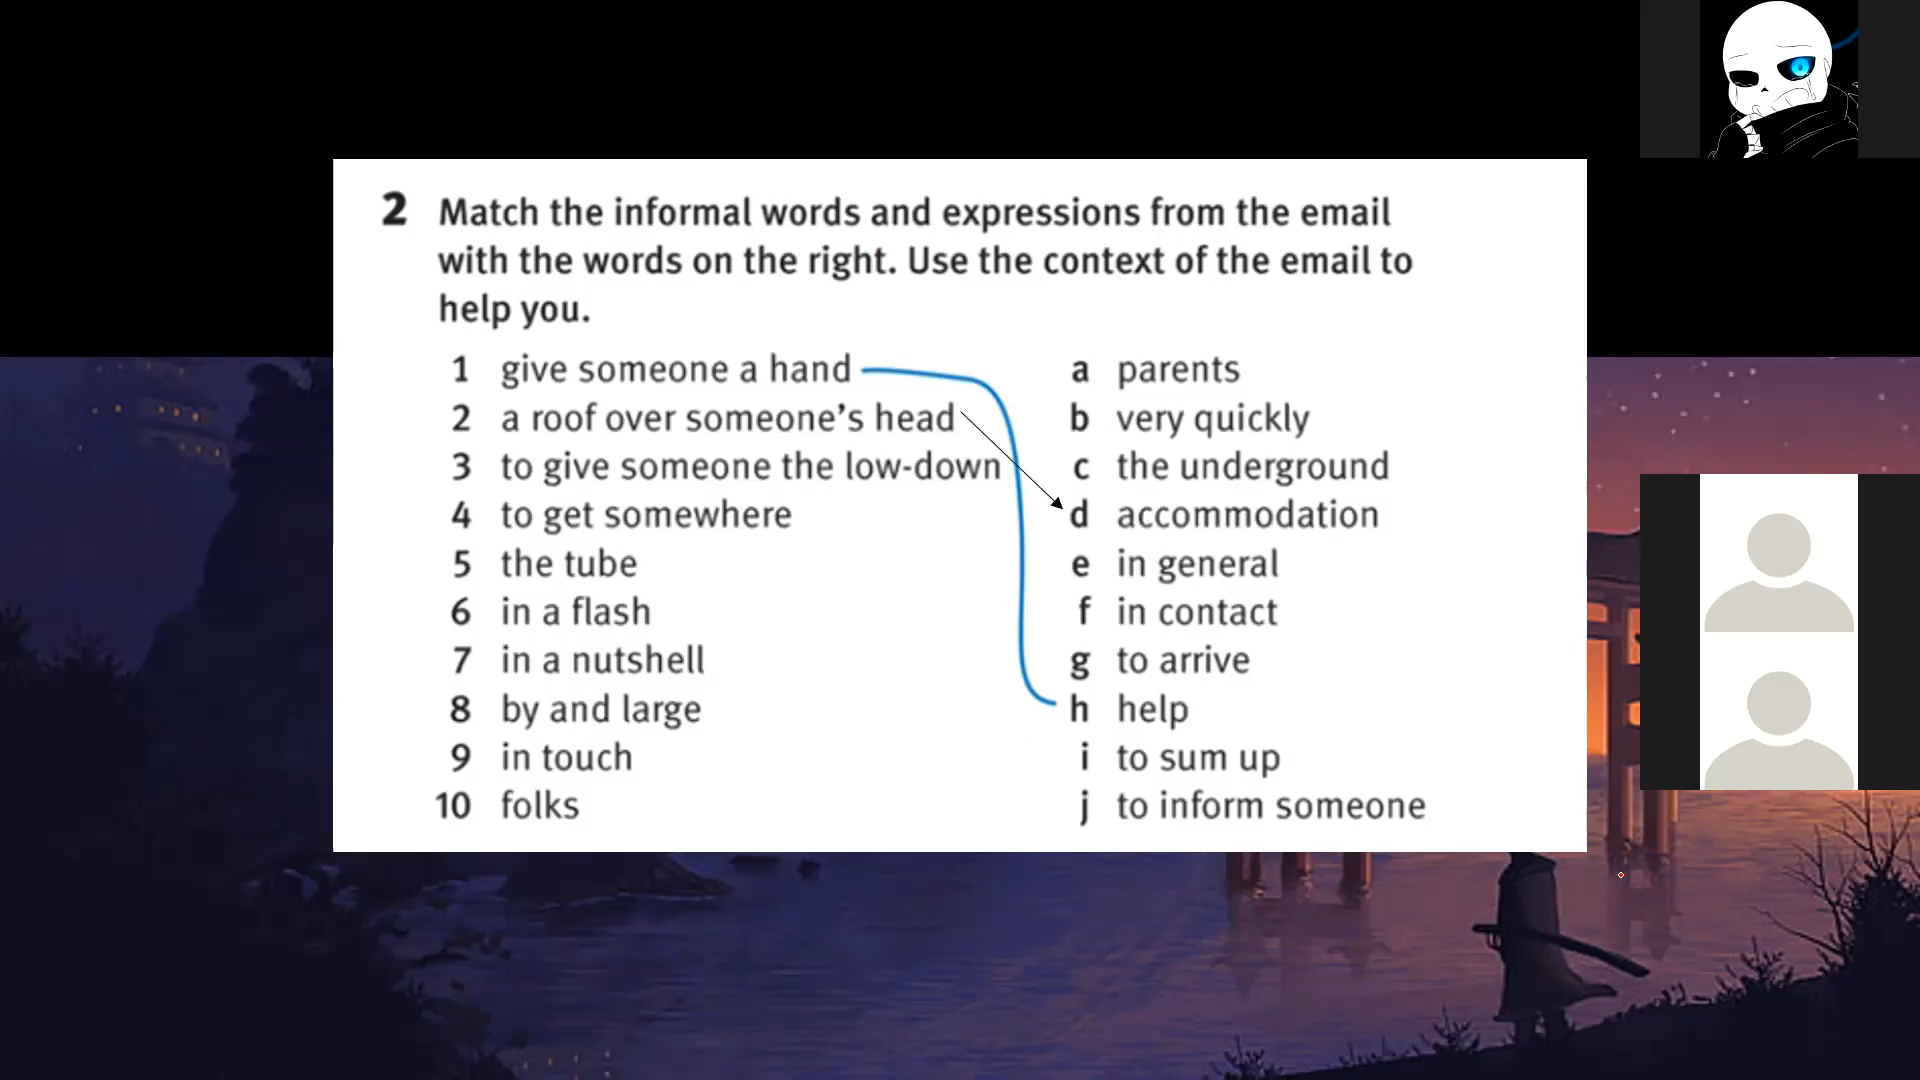 2 Match the informal words and expressions from the email
with the words on the right. Use the context of the email to
help you.
1 give someone a hand
2 a roof over someone’s head
3 to give someone the low-down
4 to get somewhere
5 the tube
6 in a flash
7 in a nutshell
8 by and large
9 in touch
10 folks
a parents
b very quickly
c the underground
d accommodation
e in general
f in contact
g to arrive
h help
i to sum up
j to inform someone